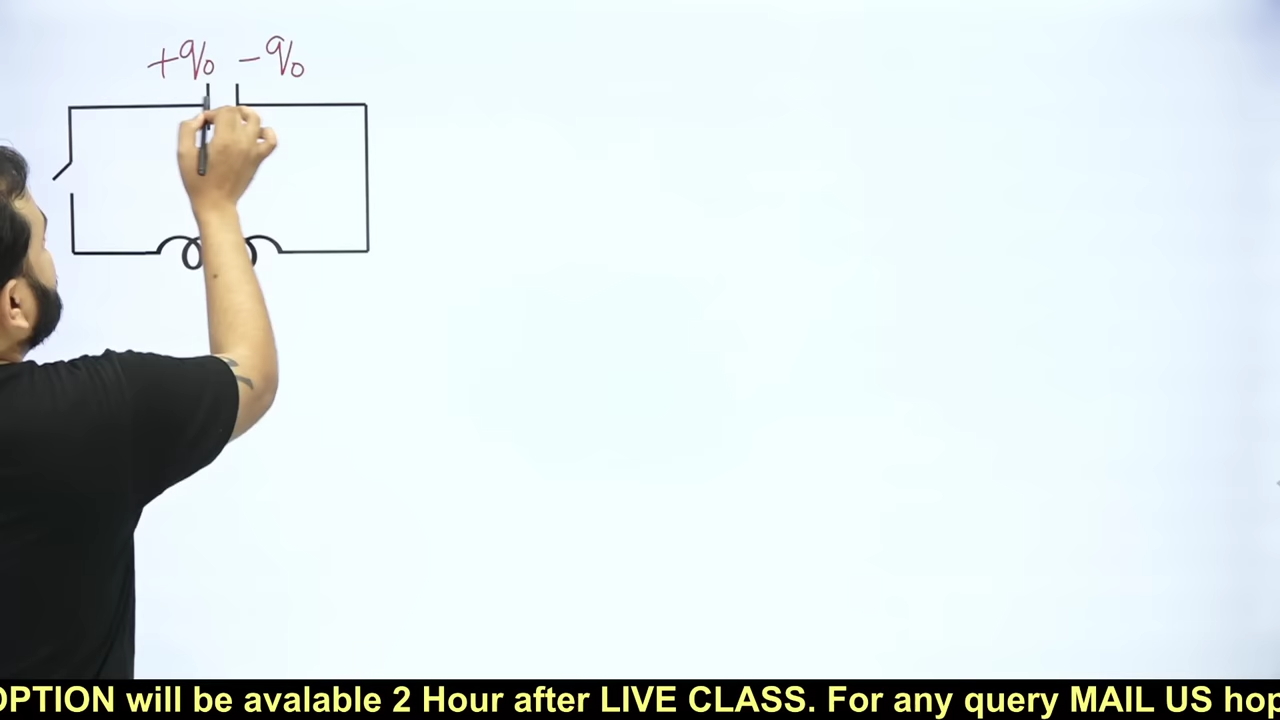 +q₀ -q₀
OPTION will be avalable 2 Hour after LIVE CLASS. For any query MAIL US hop